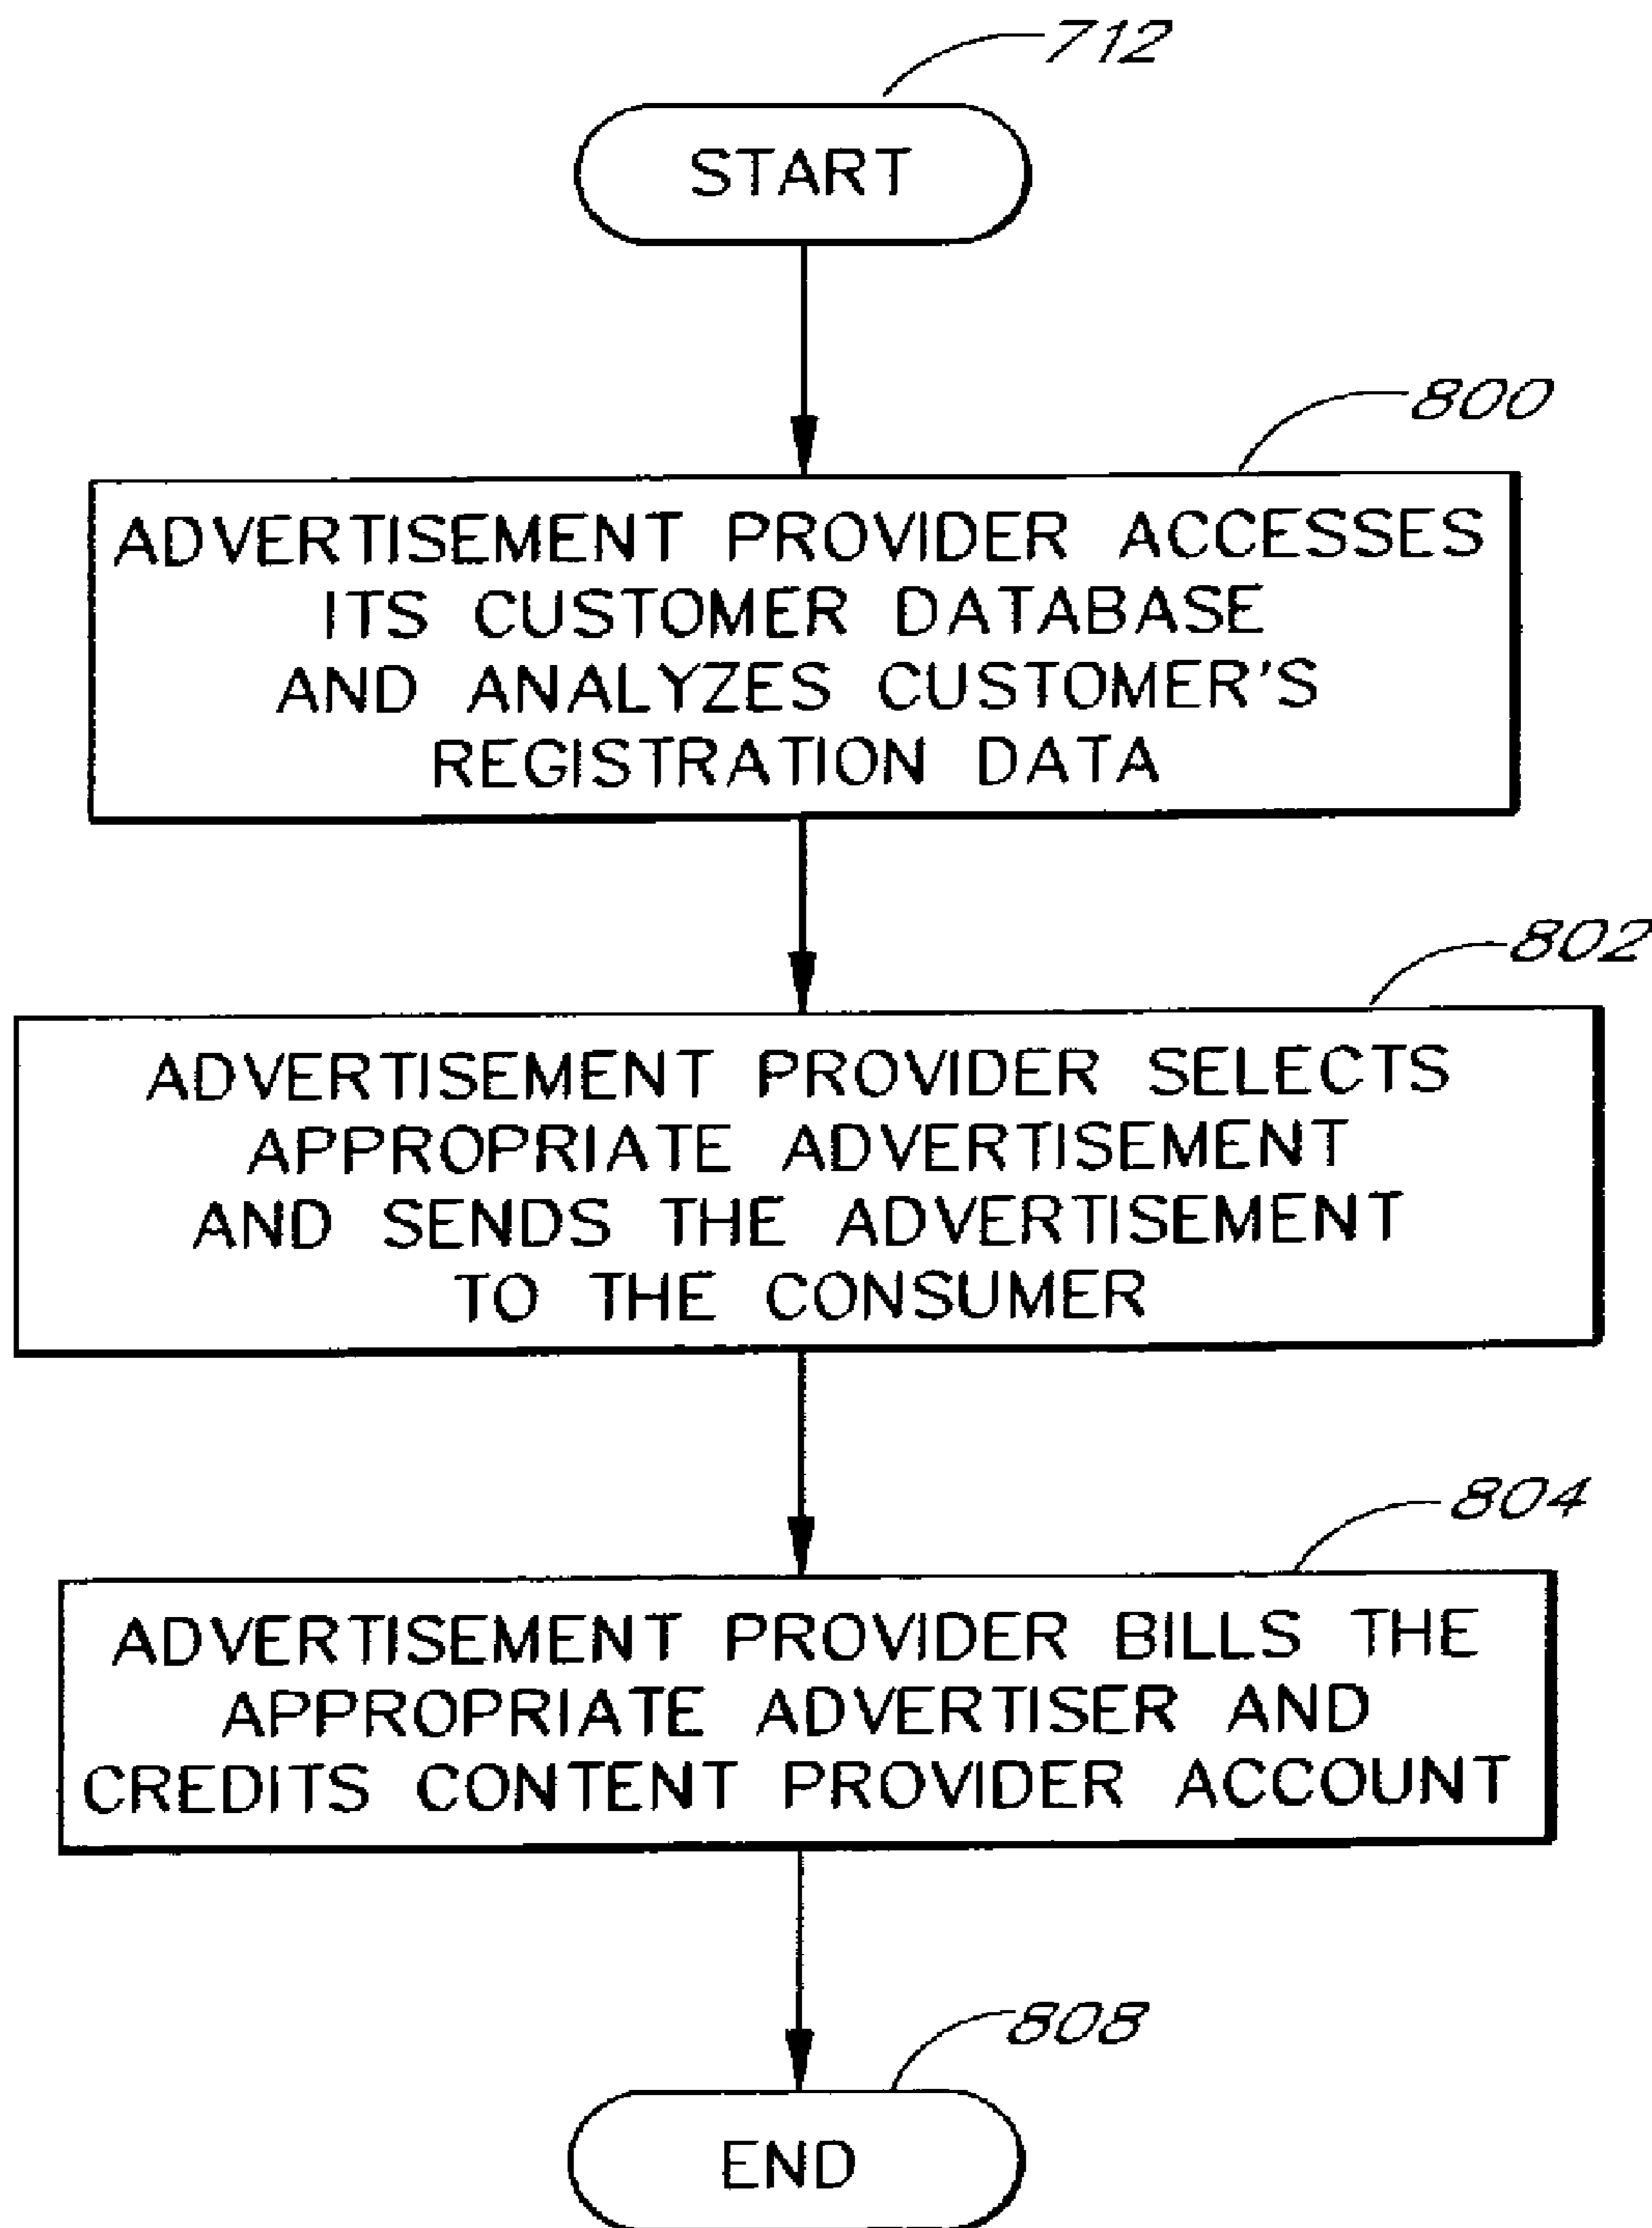 712
START
800
ADVERTISEMENT PROVIDER ACCESSES
ITS CUSTOMER DATABASE
AND ANALYZES CUSTOMER'S
REGISTRATION DATA
802
ADVERTISEMENT PROVIDER SELECTS
APPROPRIATE ADVERTISEMENT
AND SENDS THE ADVERTISEMENT
TO THE CONSUMER
804
ADVERTISEMENT PROVIDER BILLS THE
APPROPRIATE ADVERTISER AND
CREDITS CONTENT PROVIDER ACCOUNT
808
END